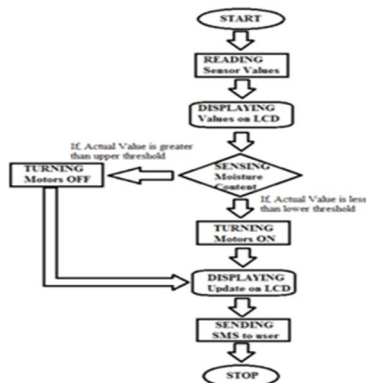 START
READING
Sensor Values
DISPLAYING
Values on LCD
If, Actual Value is greater
than upper threshold
SENSING
Moisture
Content
TURNING
Motors OFF
If, Actual Value is less
than lower threshold
TURNING
Motors ON
DISPLAYING
Update on LCD
SENDING
SMS to user
STOP